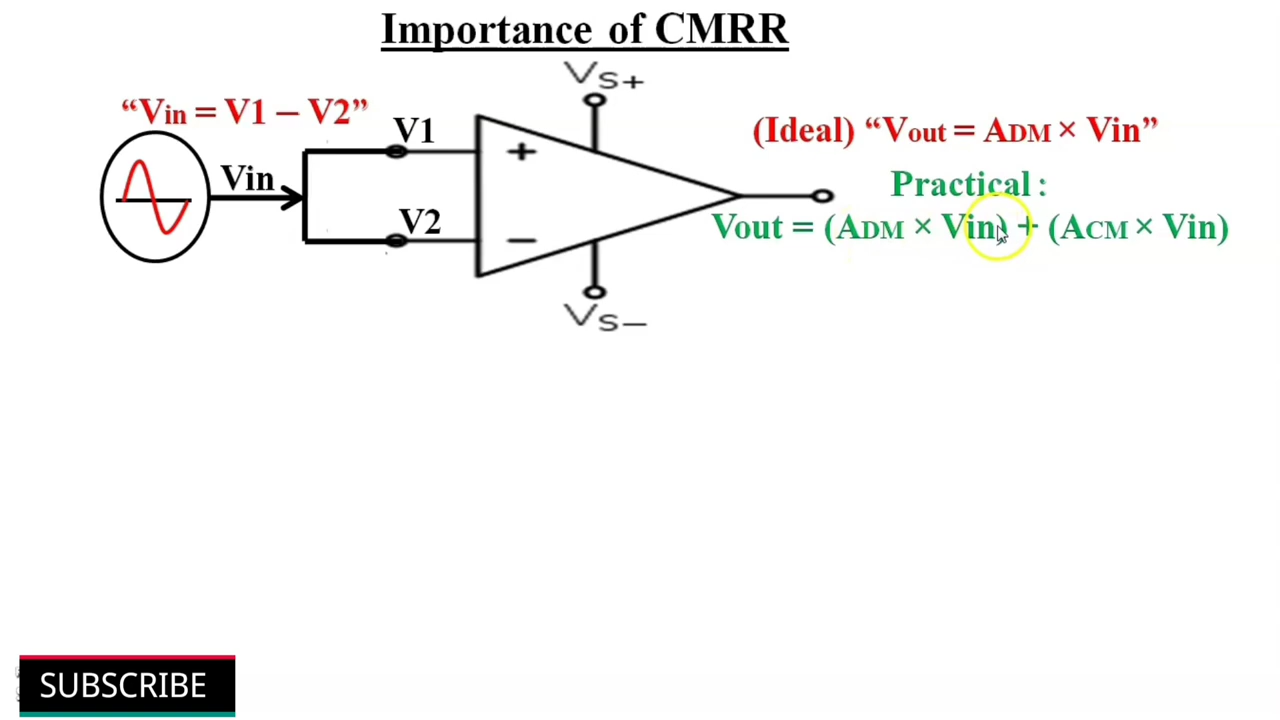 Importance of CMRR
VS+
“Vin = V1 – V2”
V1
(Ideal) “Vout = ADM × Vin”
+
Vin
Practical :
V2
Vout = (ADM × Vin) + (ACM × Vin)
–
VS–
SUBSCRIBE